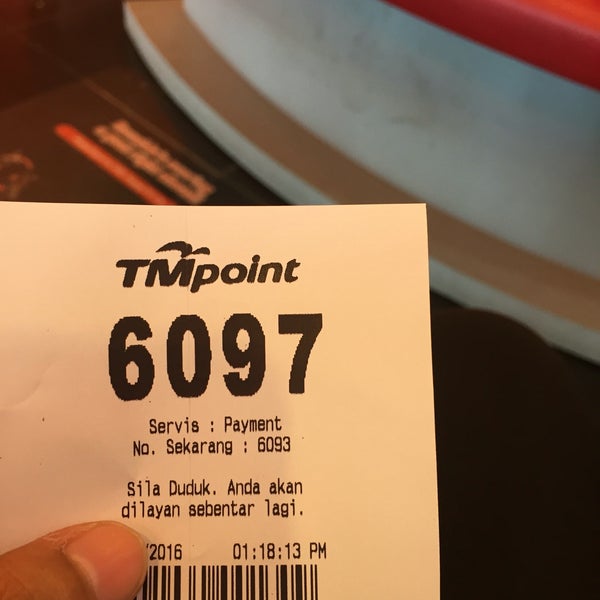 TMpoint
6097
Servis : Payment
No. Sekarang : 6093
Sila Duduk. Anda akan
dilayan sebentar lagi.
/2016 01:18:13 PM